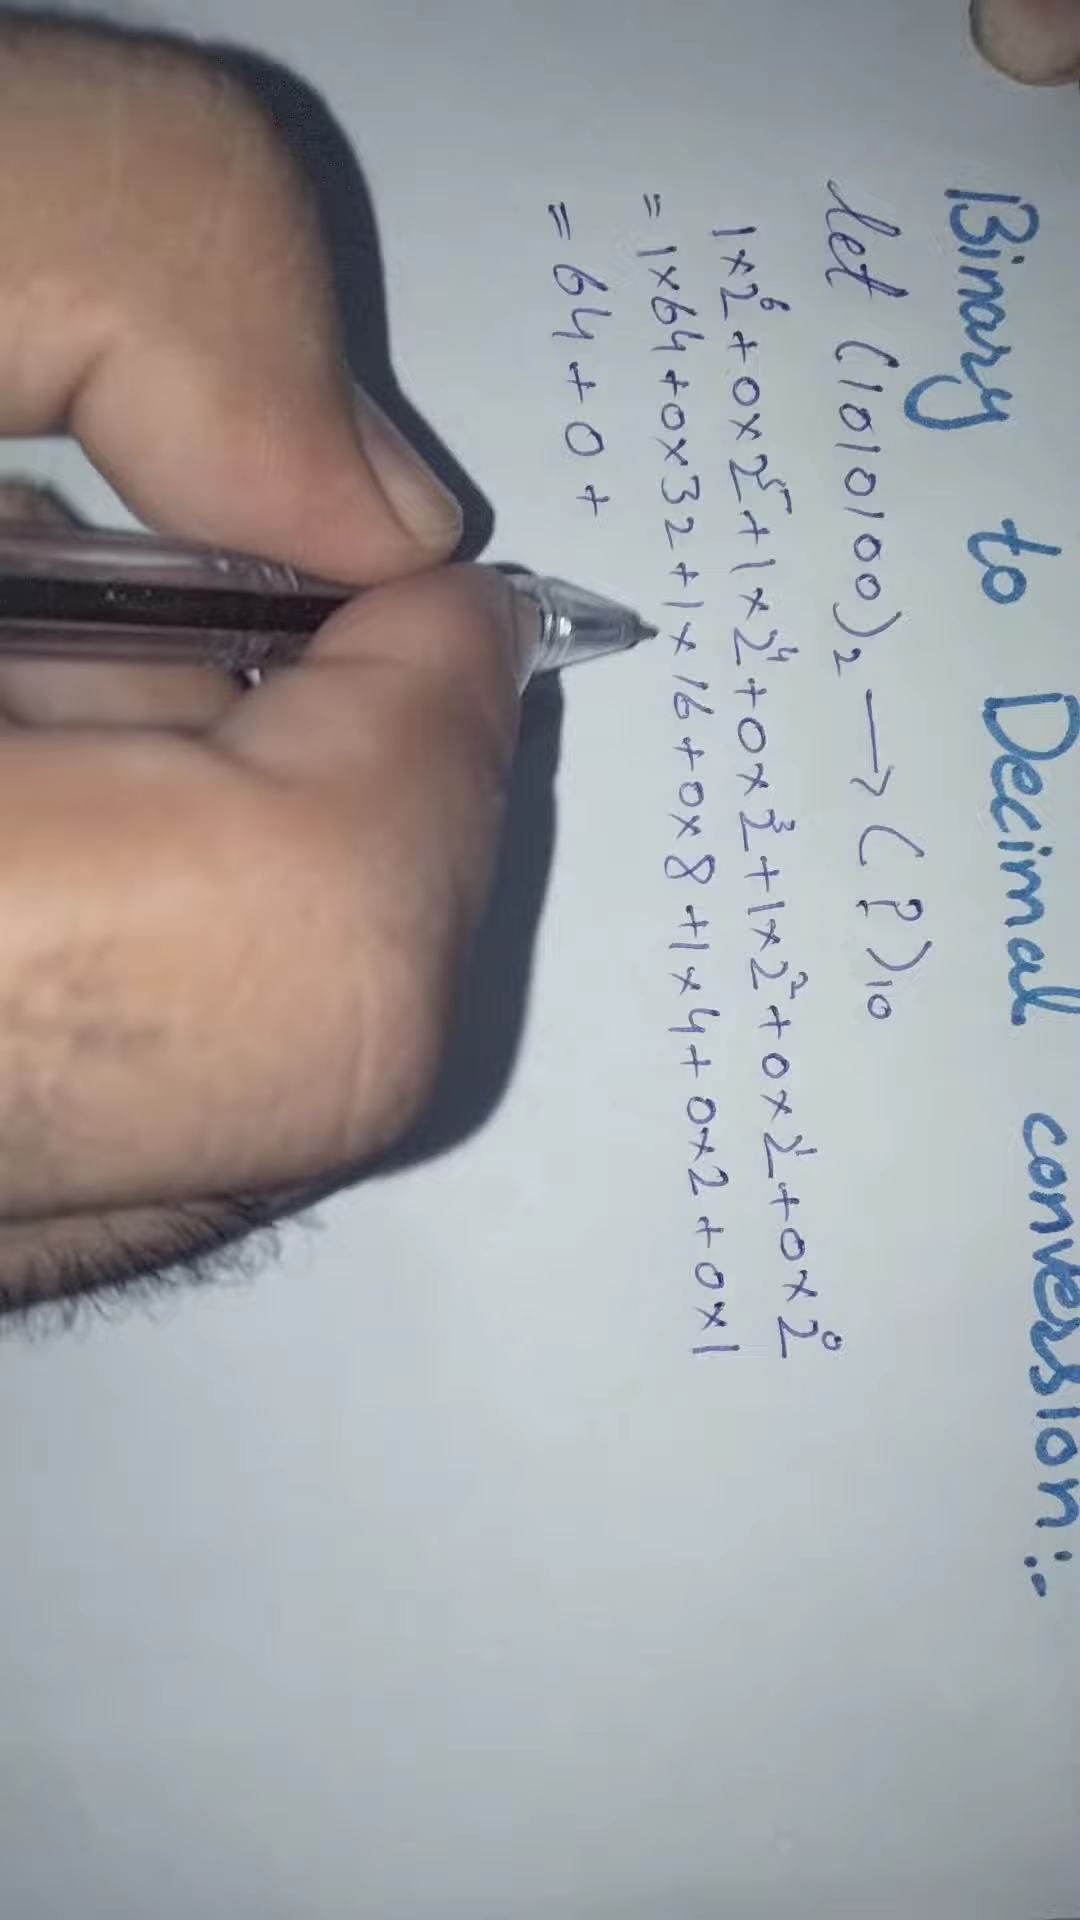 Binary to Decimal conversion:-
let (1010100)₂ → (?)₁₀
1×2⁶+0×2⁵+1×2⁴+0×2³+1×2²+0×2¹+0×2⁰
=1×64+0×32+1×16+0×8+1×4+0×2+0×1
=64+0+